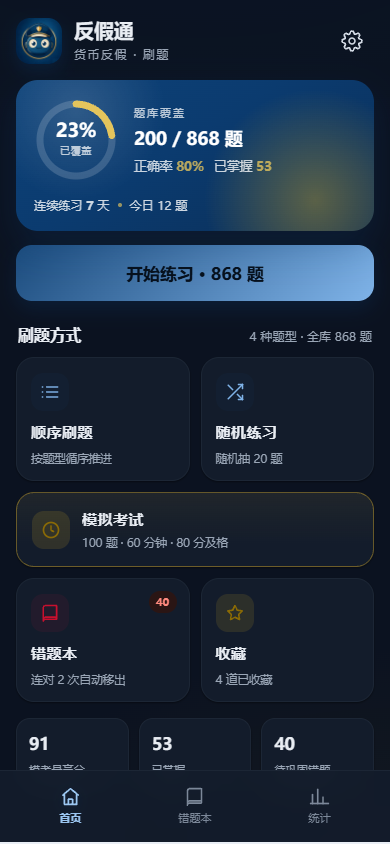 反假通
货币反假 · 刷题
23%
已覆盖
题库覆盖
200 / 868 题
正确率 80% 已掌握 53
连续练习 7 天 • 今日 12 题
开始练习 • 868 题
刷题方式
4 种题型 · 全库 868 题
顺序刷题
按题型循序推进
随机练习
随机抽 20 题
模拟考试
100 题 · 60 分钟 · 80 分及格
40
错题本
连对 2 次自动移出
收藏
4 道已收藏
91
53
40
首页
错题本
统计